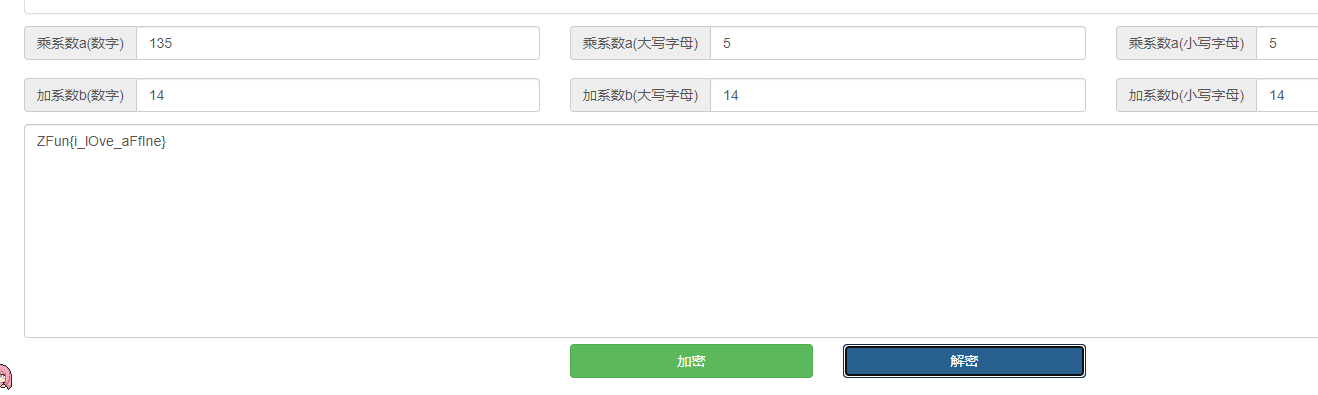 乘系数a(数字) 135 乘系数a(大写字母) 5 乘系数a(小写字母) 5
加系数b(数字) 14 加系数b(大写字母) 14 加系数b(小写字母) 14
ZFun{i_lOve_aFfIne}
加密 解密